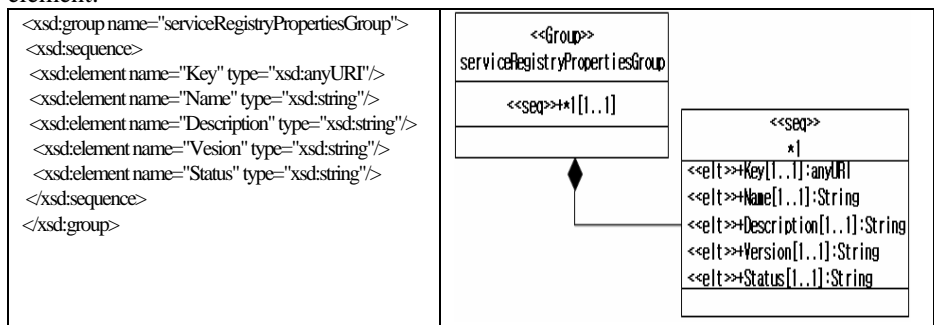 element.
<xsd:group name="serviceRegistryPropertiesGroup">
<xsd:sequence>
<xsd:element name="Key" type="xsd:anyURI"/>
<xsd:element name="Name" type="xsd:string"/>
<xsd:element name="Description" type="xsd:string"/>
<xsd:element name="Vesion" type="xsd:string"/>
<xsd:element name="Status" type="xsd:string"/>
</xsd:sequence>
</xsd:group>
<<Group>>
serviceRegistryPropertiesGroup
<<seq>>+*1[1..1]
<<seq>>
*1
<<elt>>+Key[1..1]:anyURI
<<elt>>+Name[1..1]:String
<<elt>>+Description[1..1]:String
<<elt>>+Version[1..1]:String
<<elt>>+Status[1..1]:String